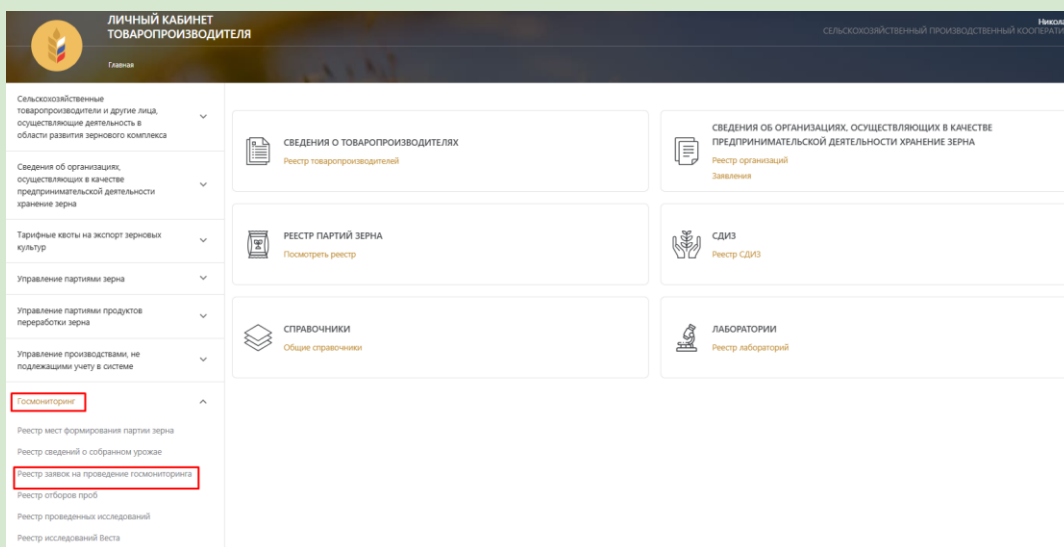 ЛИЧНЫЙ КАБИНЕТ
ТОВАРОПРОИЗВОДИТЕЛЯ
Главная
СЕЛЬСКОХОЗЯЙСТВЕННЫЙ ПРОИЗВОДСТВЕННЫЙ КООПЕРАТИ
Сельскохозяйственные
товаропроизводители и другие лица,
осуществляющие деятельность в
области развития зернового комплекса
Сведения об организациях,
осуществляющих в качестве
предпринимательской деятельности
хранение зерна
Тарифные квоты на экспорт зерновых
культур
Управление партиями зерна
Управление партиями продуктов
переработки зерна
Управление производствами, не
подлежащими учету в системе
Госмониторинг
Реестр мест формирования партии зерна
Реестр сведений о собранном урожае
Реестр заявок на проведение госмониторинга
Реестр отборов проб
Реестр проведенных исследований
Реестр исследований Веста
СВЕДЕНИЯ О ТОВАРОПРОИЗВОДИТЕЛЯХ
Реестр товаропроизводителей
СВЕДЕНИЯ ОБ ОРГАНИЗАЦИЯХ, ОСУЩЕСТВЛЯЮЩИХ В КАЧЕСТВЕ
ПРЕДПРИНИМАТЕЛЬСКОЙ ДЕЯТЕЛЬНОСТИ ХРАНЕНИЕ ЗЕРНА
Реестр организаций
Заявления
РЕЕСТР ПАРТИЙ ЗЕРНА
Посмотреть реестр
СДИЗ
Реестр СДИЗ
СПРАВОЧНИКИ
Общие справочники
ЛАБОРАТОРИИ
Реестр лабораторий